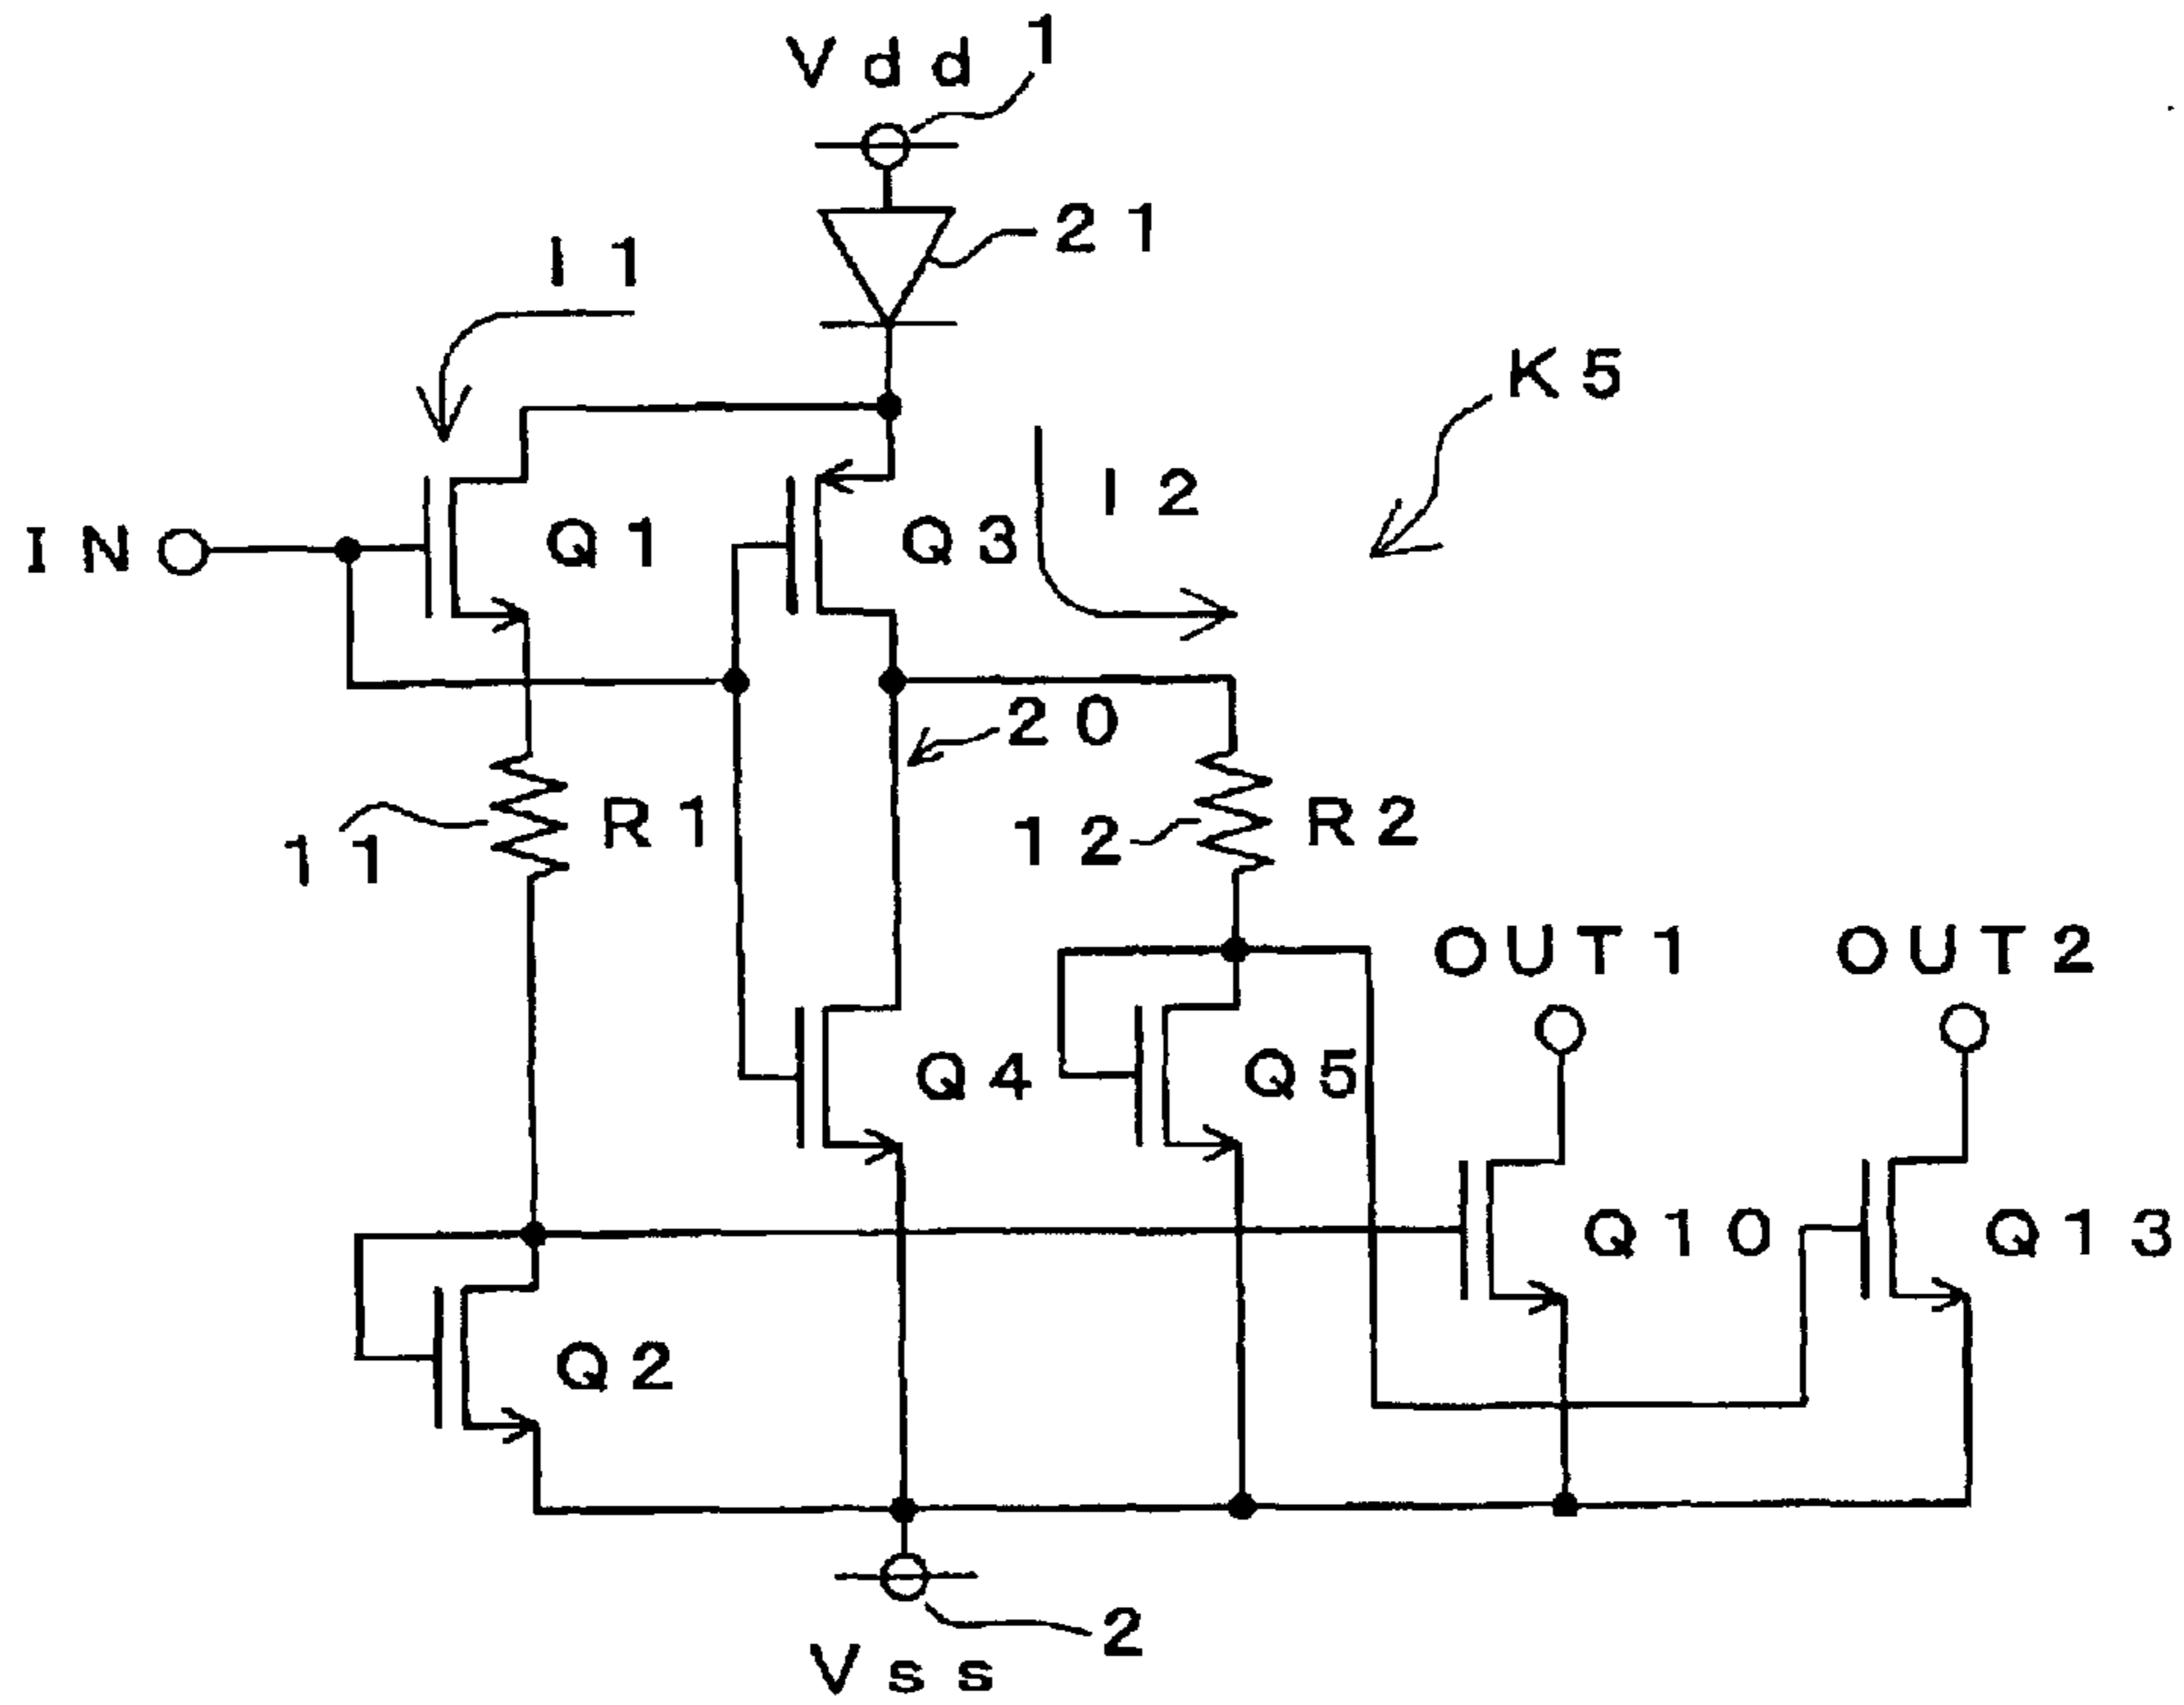 Vdd 1
21
I1
K5
IN Q1 Q3 I2
20
11 R1 12 R2
OUT1 OUT2
Q4 Q5
Q10 Q13
Q2
2
Vss